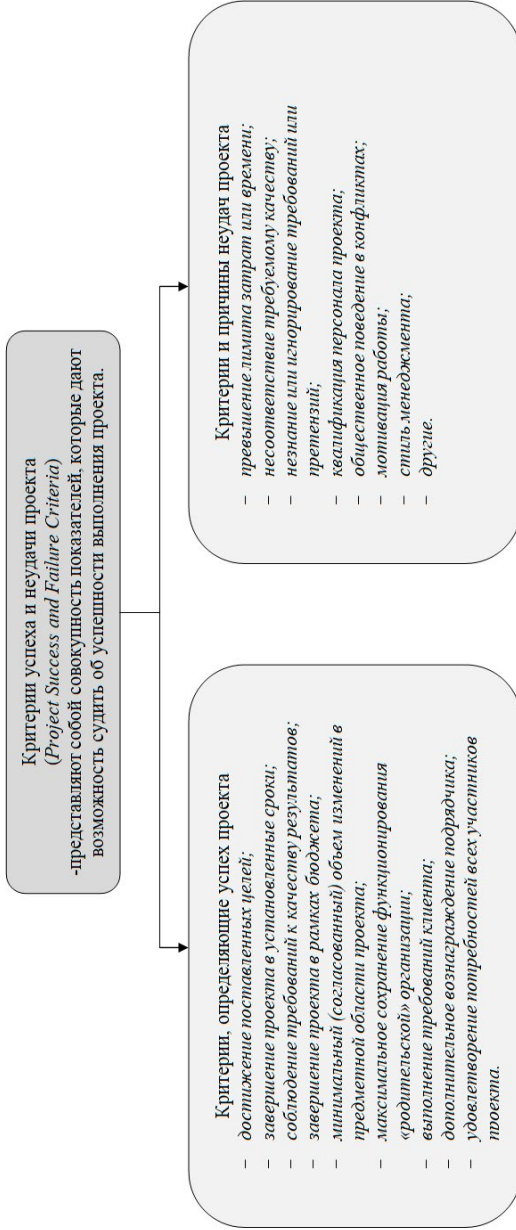 Критерии успеха и неудачи проекта
(Project Success and Failure Criteria)
-представляют собой совокупность показателей, которые дают
возможность судить об успешности выполнения проекта.
Критерии, определяющие успех проекта
– достижение поставленных целей;
– завершение проекта в установленные сроки;
– соблюдение требований к качеству результатов;
– завершение проекта в рамках бюджета;
– минимальный (согласованный) объем изменений в
предметной области проекта;
– максимальное сохранение функционирования
«родительской» организации;
– выполнение требований клиента;
– дополнительное вознаграждение подрядчика;
– удовлетворение потребностей всех участников
проекта.
Критерии и причины неудач проекта
– превышение лимита затрат или времени;
– несоответствие требуемому качеству;
– незнание или игнорирование требований или
претензий;
– квалификация персонала проекта;
– общественное поведение в конфликтах;
– мотивация работы;
– стиль менеджмента;
– другие.